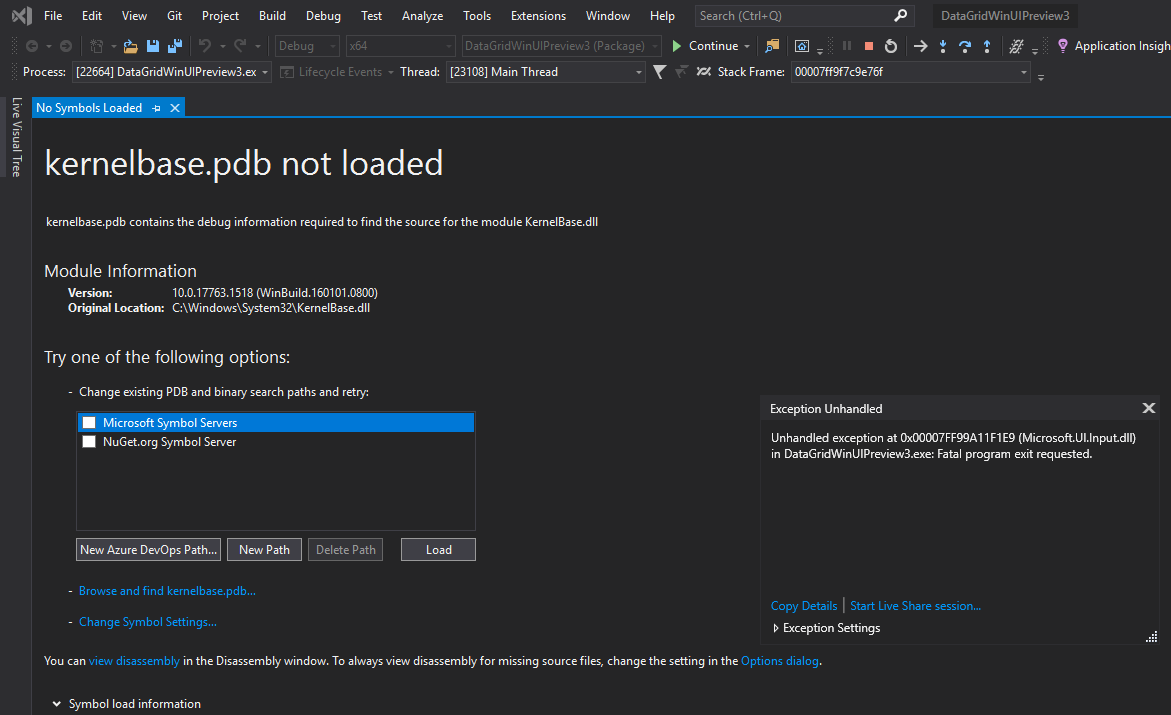 File Edit View Git Project Build Debug Test Analyze Tools Extensions Window Help Search (Ctrl+Q) DataGridWinUIPreview3
Debug x64 DataGridWinUIPreview3 (Package) Continue Application Insigh
Process: [22664] DataGridWinUIPreview3.ex Lifecycle Events Thread: [23108] Main Thread Stack Frame: 00007ff9f7c9e76f
Live Visual Tree
No Symbols Loaded
kernelbase.pdb not loaded
kernelbase.pdb contains the debug information required to find the source for the module KernelBase.dll
Module Information
Version: 10.0.17763.1518 (WinBuild.160101.0800)
Original Location: C:\Windows\System32\KernelBase.dll
Try one of the following options:
- Change existing PDB and binary search paths and retry:
Microsoft Symbol Servers
NuGet.org Symbol Server
New Azure DevOps Path... New Path Delete Path Load
- Browse and find kernelbase.pdb...
- Change Symbol Settings...
Exception Unhandled
Unhandled exception at 0x00007FF99A11F1E9 (Microsoft.UI.Input.dll)
in DataGridWinUIPreview3.exe: Fatal program exit requested.
Copy Details | Start Live Share session...
Exception Settings
You can view disassembly in the Disassembly window. To always view disassembly for missing source files, change the setting in the Options dialog.
Symbol load information